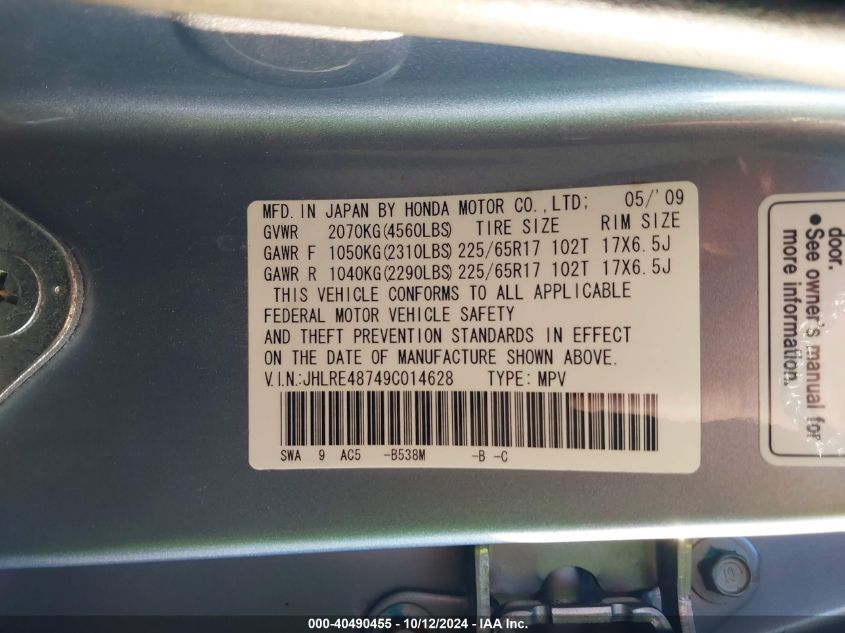 MFD. IN JAPAN BY HONDA MOTOR CO.,LTD; 05/'09
GVWR 2070KG(4560LBS) TIRE SIZE RIM SIZE
GAWR F 1050KG(2310LBS) 225/65R17 102T 17X6.5J
GAWR R 1040KG(2290LBS) 225/65R17 102T 17X6.5J
THIS VEHICLE CONFORMS TO ALL APPLICABLE
FEDERAL MOTOR VEHICLE SAFETY
AND THEFT PREVENTION STANDARDS IN EFFECT
ON THE DATE OF MANUFACTURE SHOWN ABOVE.
V.I.N.:JHLRE48749C014628 TYPE: MPV
SWA 9 AC5 -B538M -B -C
door.
●See owner's manual for
more information.
000-40490455 - 10/12/2024 - IAA Inc.